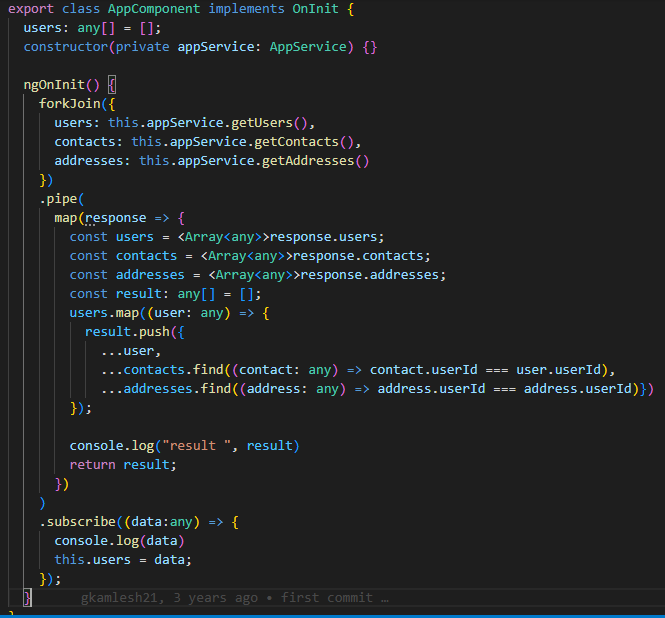 export class AppComponent implements OnInit {
  users: any[] = [];
  constructor(private appService: AppService) {}

  ngOnInit() {
    forkJoin({
      users: this.appService.getUsers(),
      contacts: this.appService.getContacts(),
      addresses: this.appService.getAddresses()
    })
    .pipe(
      map(response => {
        const users = <Array<any>>response.users;
        const contacts = <Array<any>>response.contacts;
        const addresses = <Array<any>>response.addresses;
        const result: any[] = [];
        users.map((user: any) => {
          result.push({
            ...user,
            ...contacts.find((contact: any) => contact.userId === user.userId),
            ...addresses.find((address: any) => address.userId === address.userId)})
        });

        console.log("result ", result)
        return result;
      })
    )
    .subscribe((data:any) => {
      console.log(data)
      this.users = data;
    });
  }      gkamlesh21, 3 years ago • first commit …